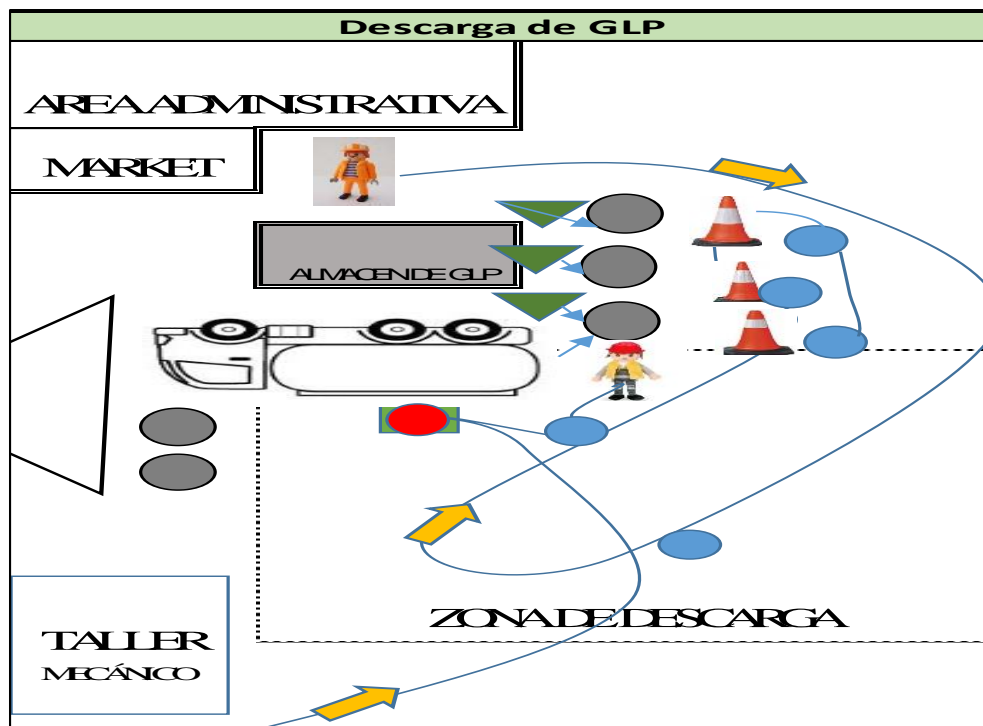 Descarga de GLP
AREA ADMINISTRATIVA
MARKET
ALMACEN DE GLP
ZONA DE DESCARGA
TALLER
MECÁNICO